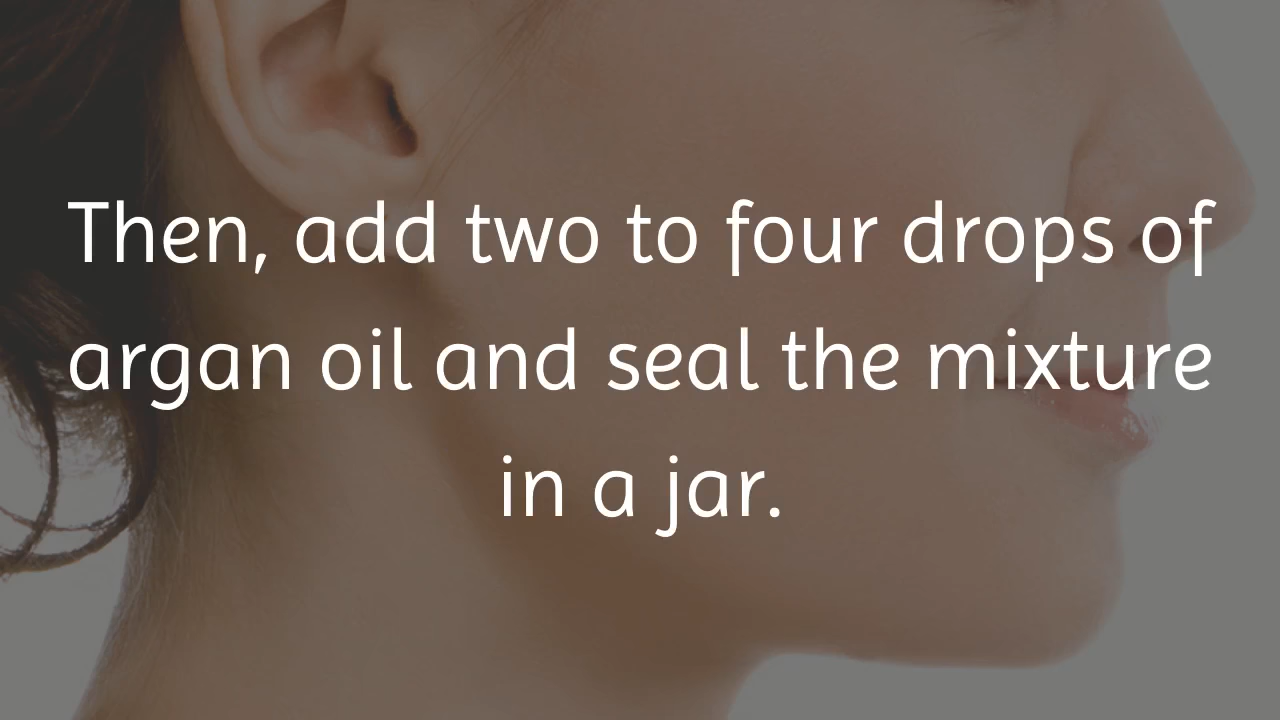 Then, add two to four drops of
argan oil and seal the mixture
in a jar.